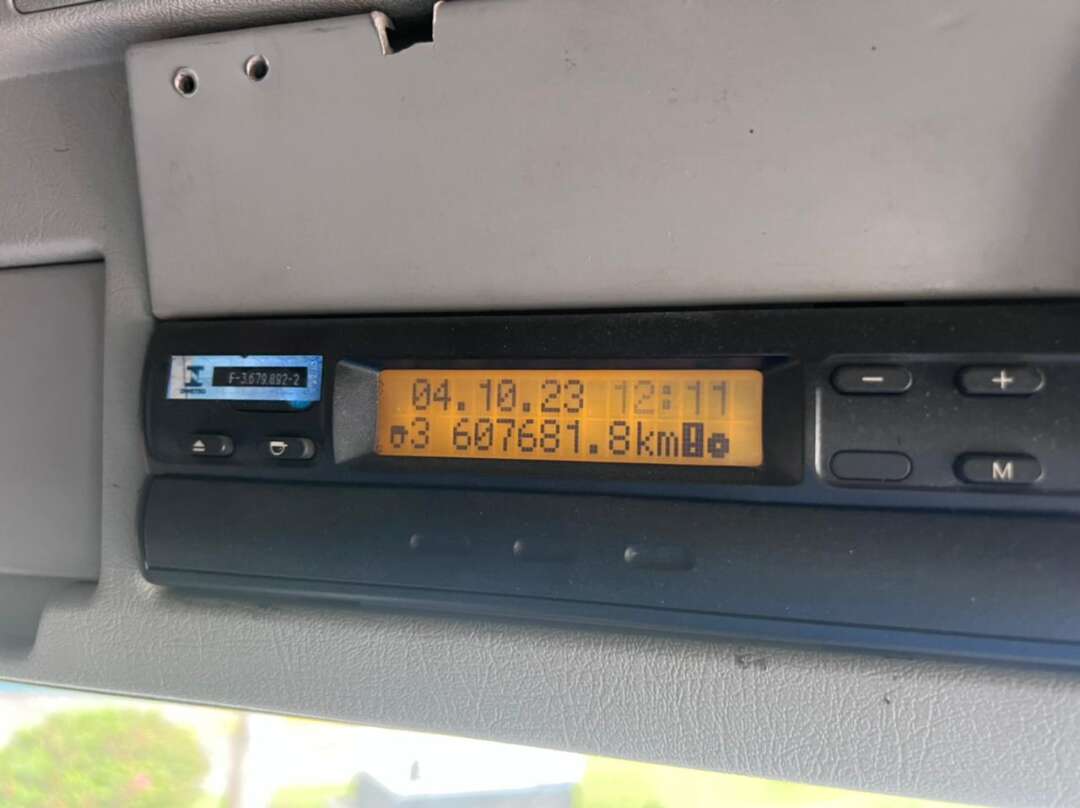 F-3.679.892-2
04.10.23 12:11
3 607681.8km
− +
M